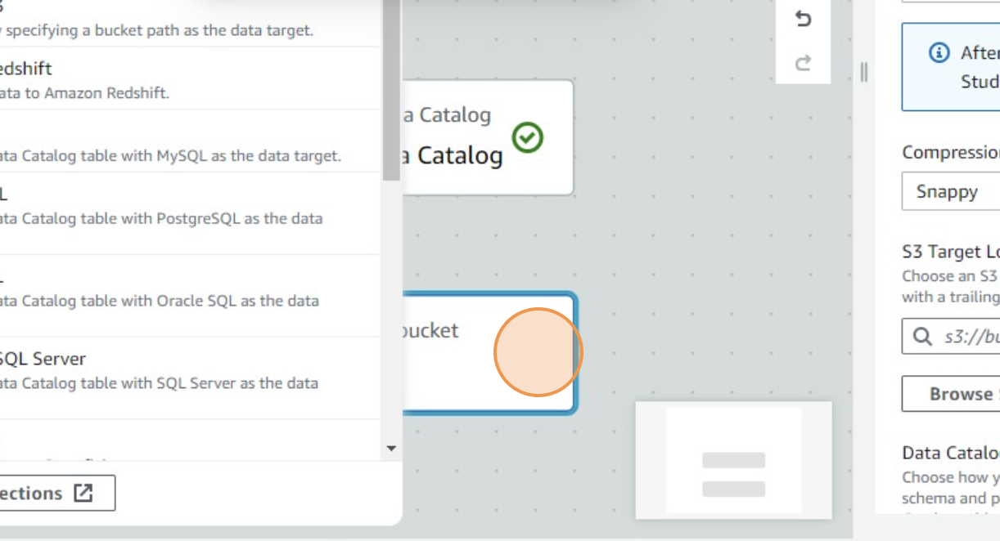 specifying a bucket path as the data target.
edshift
ata to Amazon Redshift.
ata Catalog table with MySQL as the data target.
L
ata Catalog table with PostgreSQL as the data
ata Catalog table with Oracle SQL as the data
SQL Server
ata Catalog table with SQL Server as the data
ections
a Catalog
a Catalog
bucket
After
Stud
Compression
Snappy
S3 Target Lo
Choose an S3
with a trailing
s3://bu
Browse
Data Catalo
Choose how y
schema and p